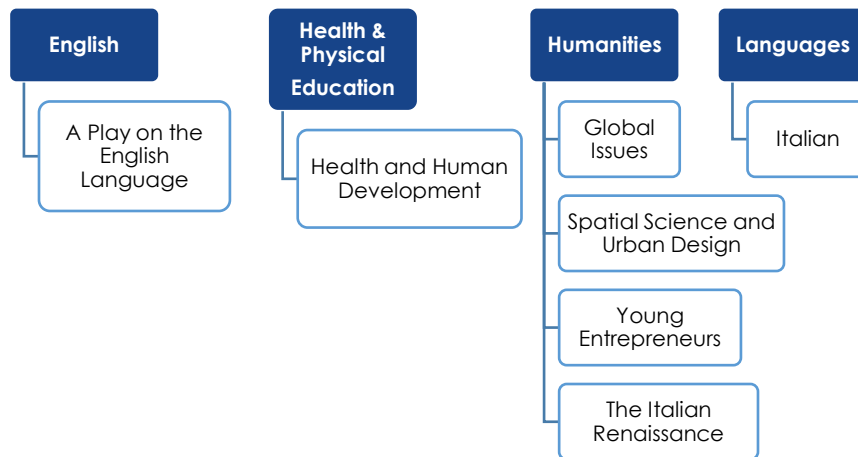 English
A Play on the
English
Language
Health &
Physical
Education
Health and Human
Development
Humanities
Global
Issues
Spatial Science and
Urban Design
Young
Entrepreneurs
The Italian
Renaissance
Languages
Italian